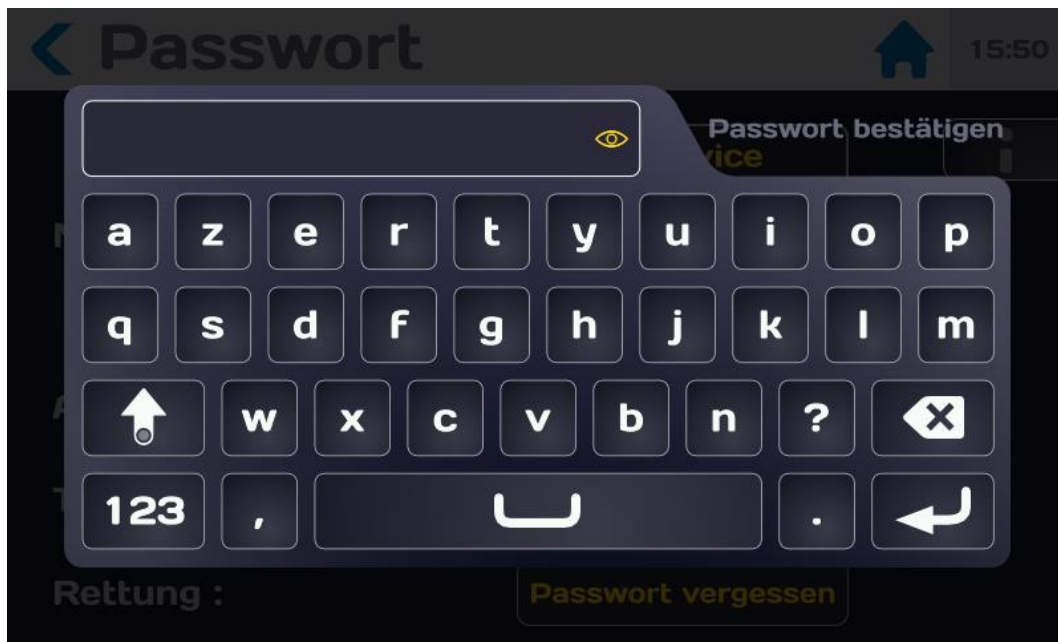 Passwort
15:50
Passwort bestätigen
vice
a z e r t y u i o p
q s d f g h j k l m
w x c v b n ?
123 , .
Rettung :
Passwort vergessen